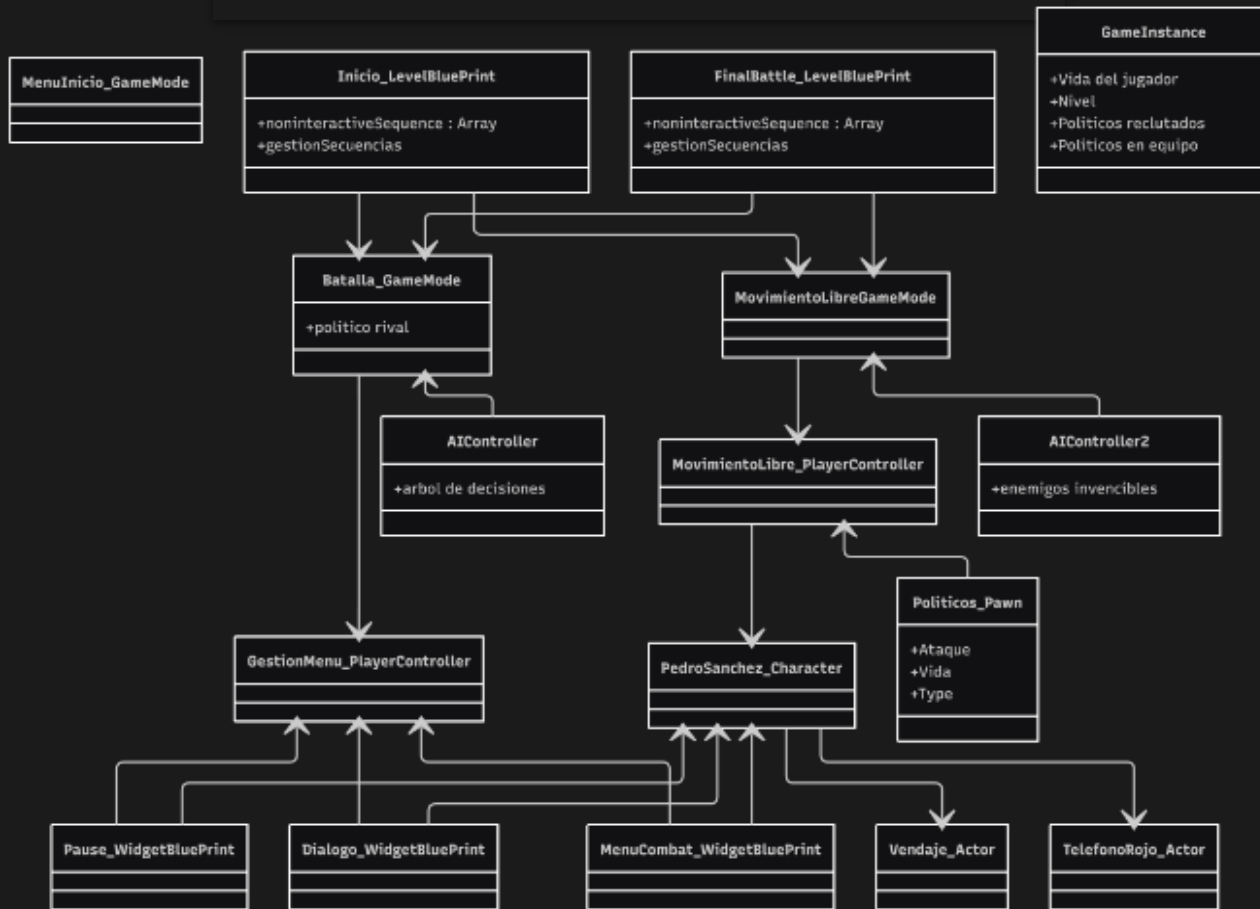 GameInstance
+Vida del jugador
+Nivel
+Politicos reclutados
+Politicos en equipo
MenuInicio_GameMode
Inicio_LevelBluePrint
+noninteractiveSequence : Array
+gestionSecuencias
FinalBattle_LevelBluePrint
+noninteractiveSequence : Array
+gestionSecuencias
Batalla_GameMode
+politico rival
MovimientoLibreGameMode
AIController
+arbol de decisiones
MovimientoLibre_PlayerController
AIController2
+enemigos invencibles
Politicos_Pawn
+Ataque
+Vida
+Type
GestionMenu_PlayerController
PedroSanchez_Character
Pause_WidgetBluePrint
Dialogo_WidgetBluePrint
MenuCombat_WidgetBluePrint
Vendaje_Actor
TelefonoRojo_Actor